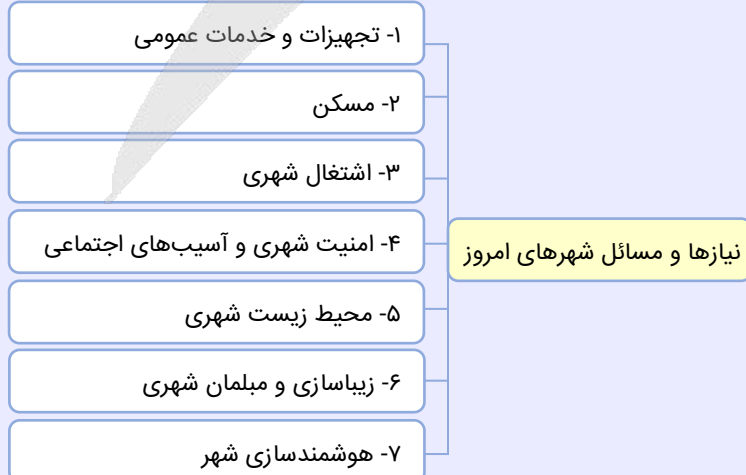 نیازها و مسائل شهرهای امروز
۱- تجهیزات و خدمات عمومی
۲- مسکن
۳- اشتغال شهری
۴- امنیت شهری و آسیب‌های اجتماعی
۵- محیط زیست شهری
۶- زیباسازی و مبلمان شهری
۷- هوشمندسازی شهر